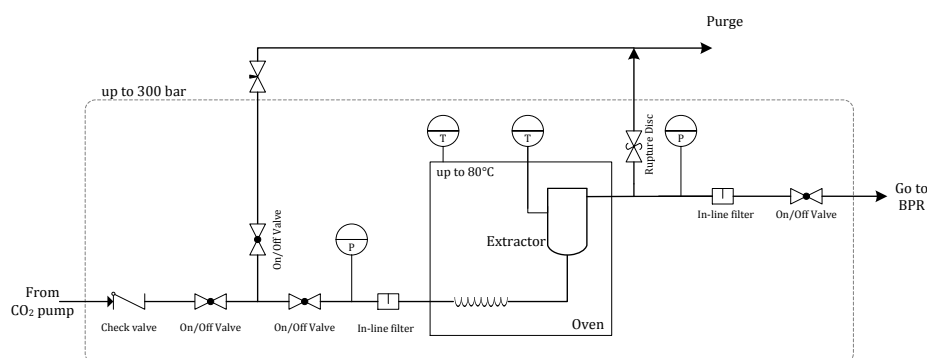 Purge
up to 300 bar
T
T
Rupture Disc
P
up to 80°C
Go to
BPR
In-line filter
On/Off Valve
On/Off Valve
P
Extractor
From
CO₂ pump
Check valve
On/Off Valve
On/Off Valve
In-line filter
Oven